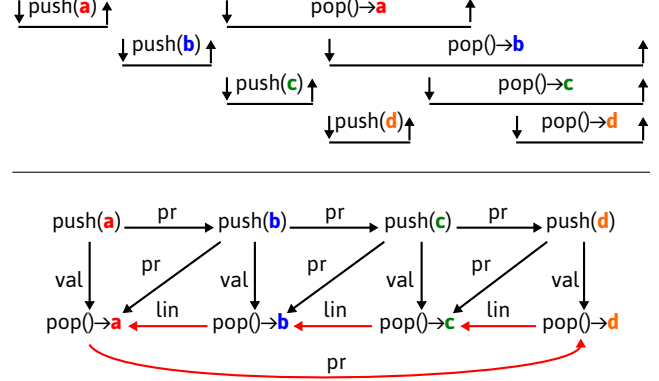 push(a) pop()→a
push(b) pop()→b
push(c) pop()→c
push(d) pop()→d
push(a) pr push(b) pr push(c) pr push(d)
pr pr pr
val val val val
lin lin lin
pop()→a pop()→b pop()→c pop()→d
pr